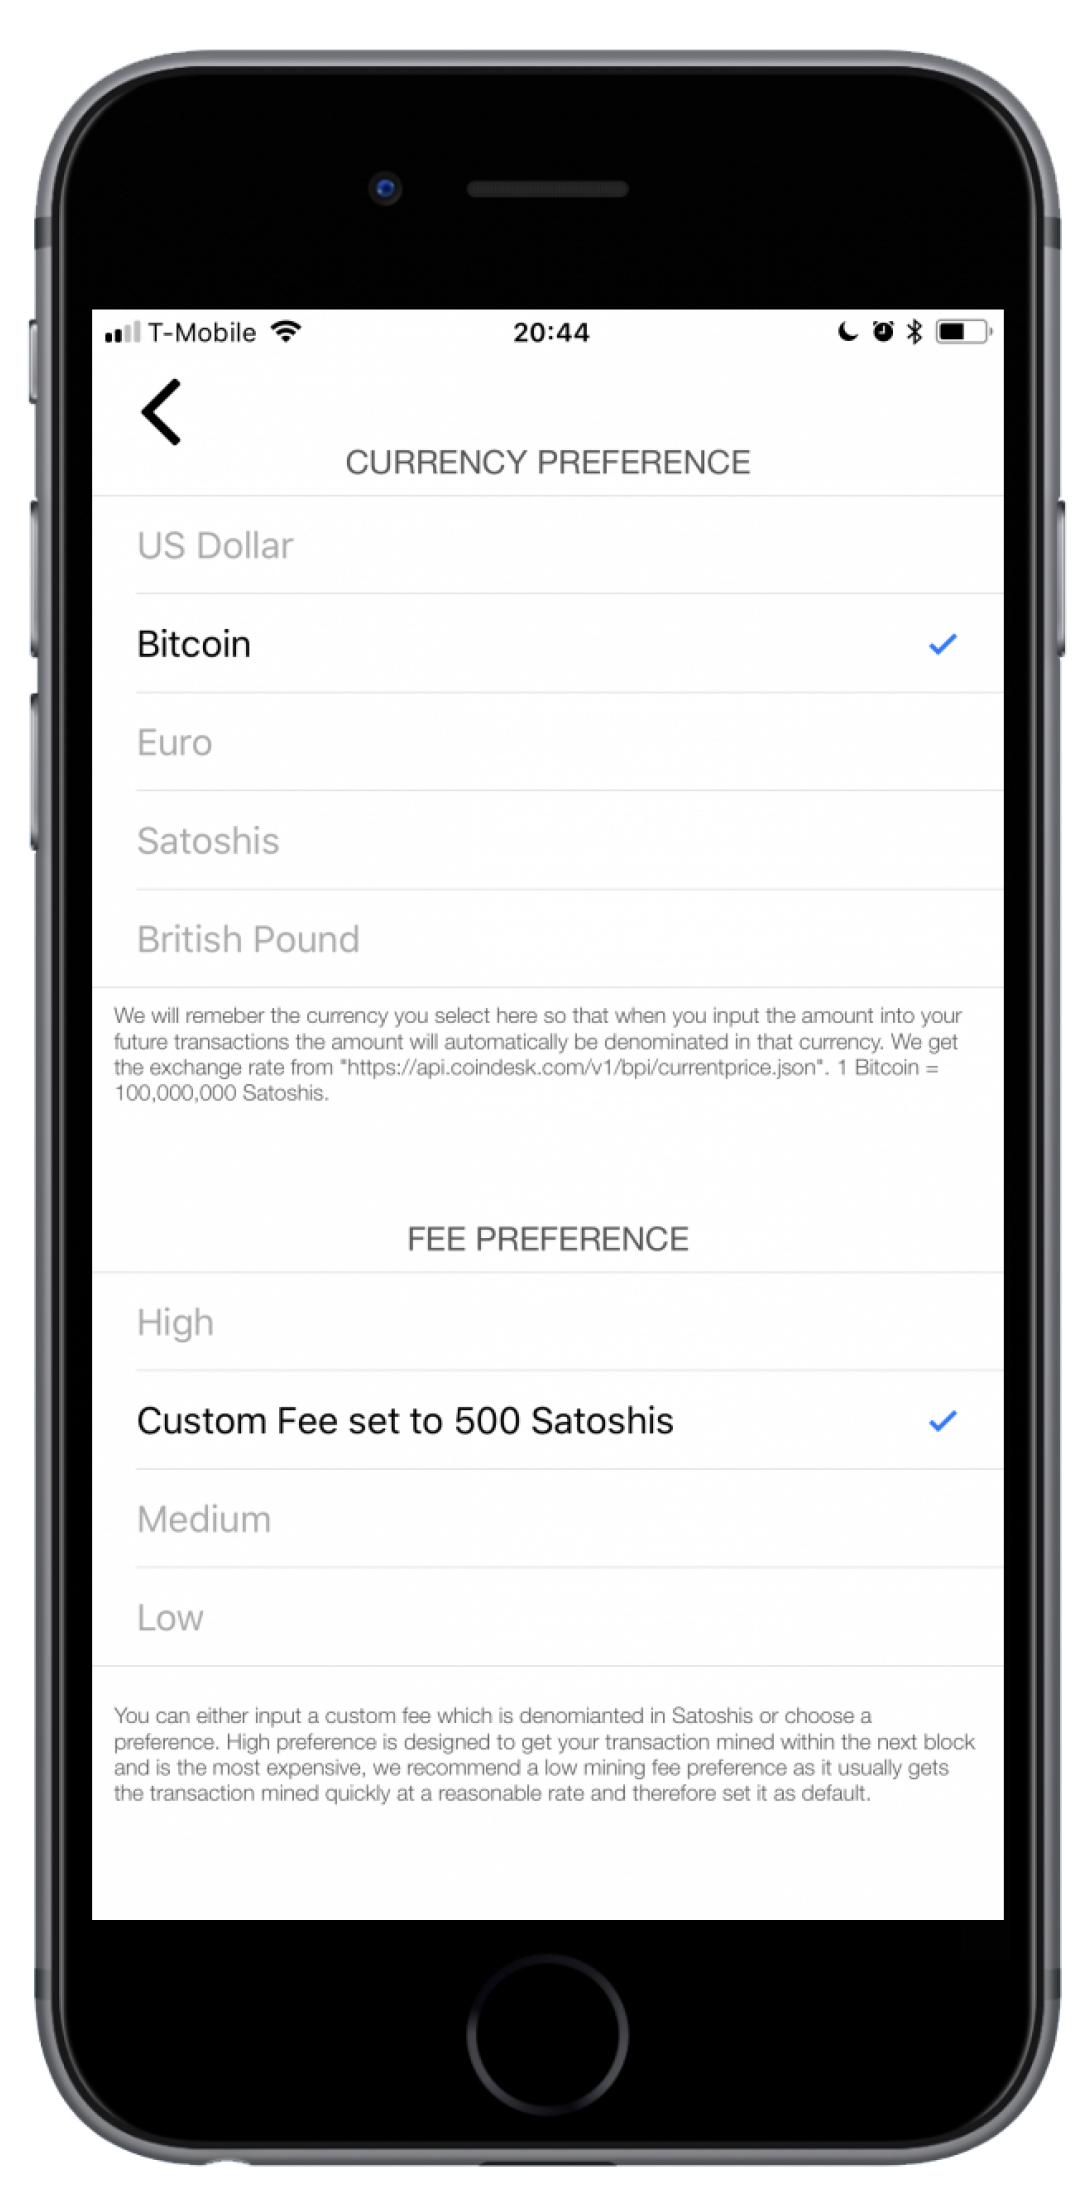 T-Mobile 20:44
CURRENCY PREFERENCE
US Dollar
Bitcoin
Euro
Satoshis
British Pound
We will remeber the currency you select here so that when you input the amount into your
future transactions the amount will automatically be denominated in that currency. We get
the exchange rate from "https://api.coindesk.com/v1/bpi/currentprice.json". 1 Bitcoin =
100,000,000 Satoshis.
FEE PREFERENCE
High
Custom Fee set to 500 Satoshis
Medium
Low
You can either input a custom fee which is denomianted in Satoshis or choose a
preference. High preference is designed to get your transaction mined within the next block
and is the most expensive, we recommend a low mining fee preference as it usually gets
the transaction mined quickly at a reasonable rate and therefore set it as default.